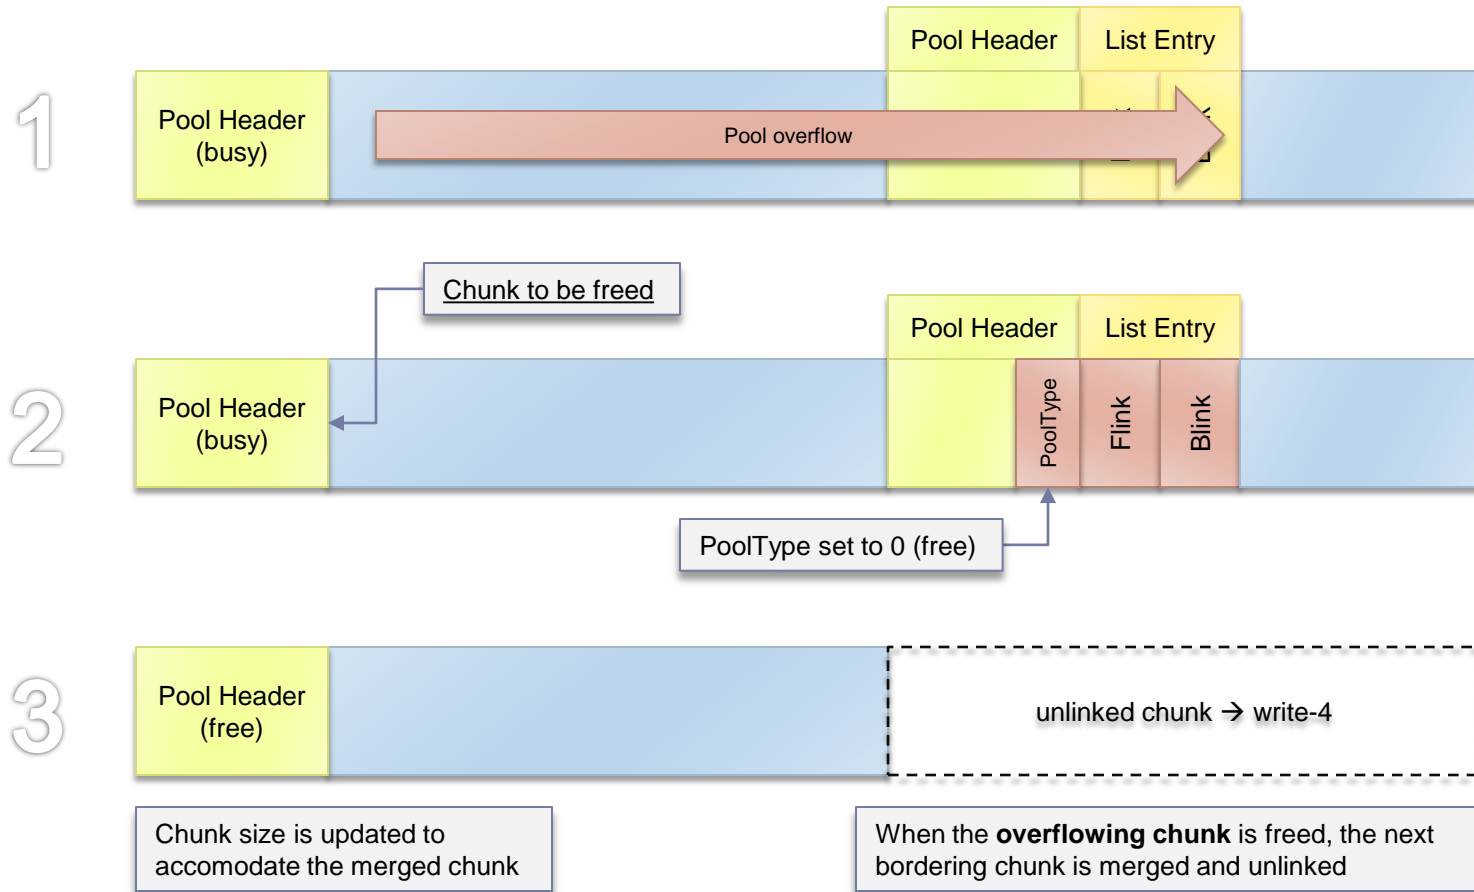 Pool Header
List Entry
1
Pool Header
(busy)
Pool overflow
Chunk to be freed
Pool Header
List Entry
2
Pool Header
(busy)
PoolType
Flink
Blink
PoolType set to 0 (free)
3
Pool Header
(free)
unlinked chunk → write-4
Chunk size is updated to
accomodate the merged chunk
When the overflowing chunk is freed, the next
bordering chunk is merged and unlinked